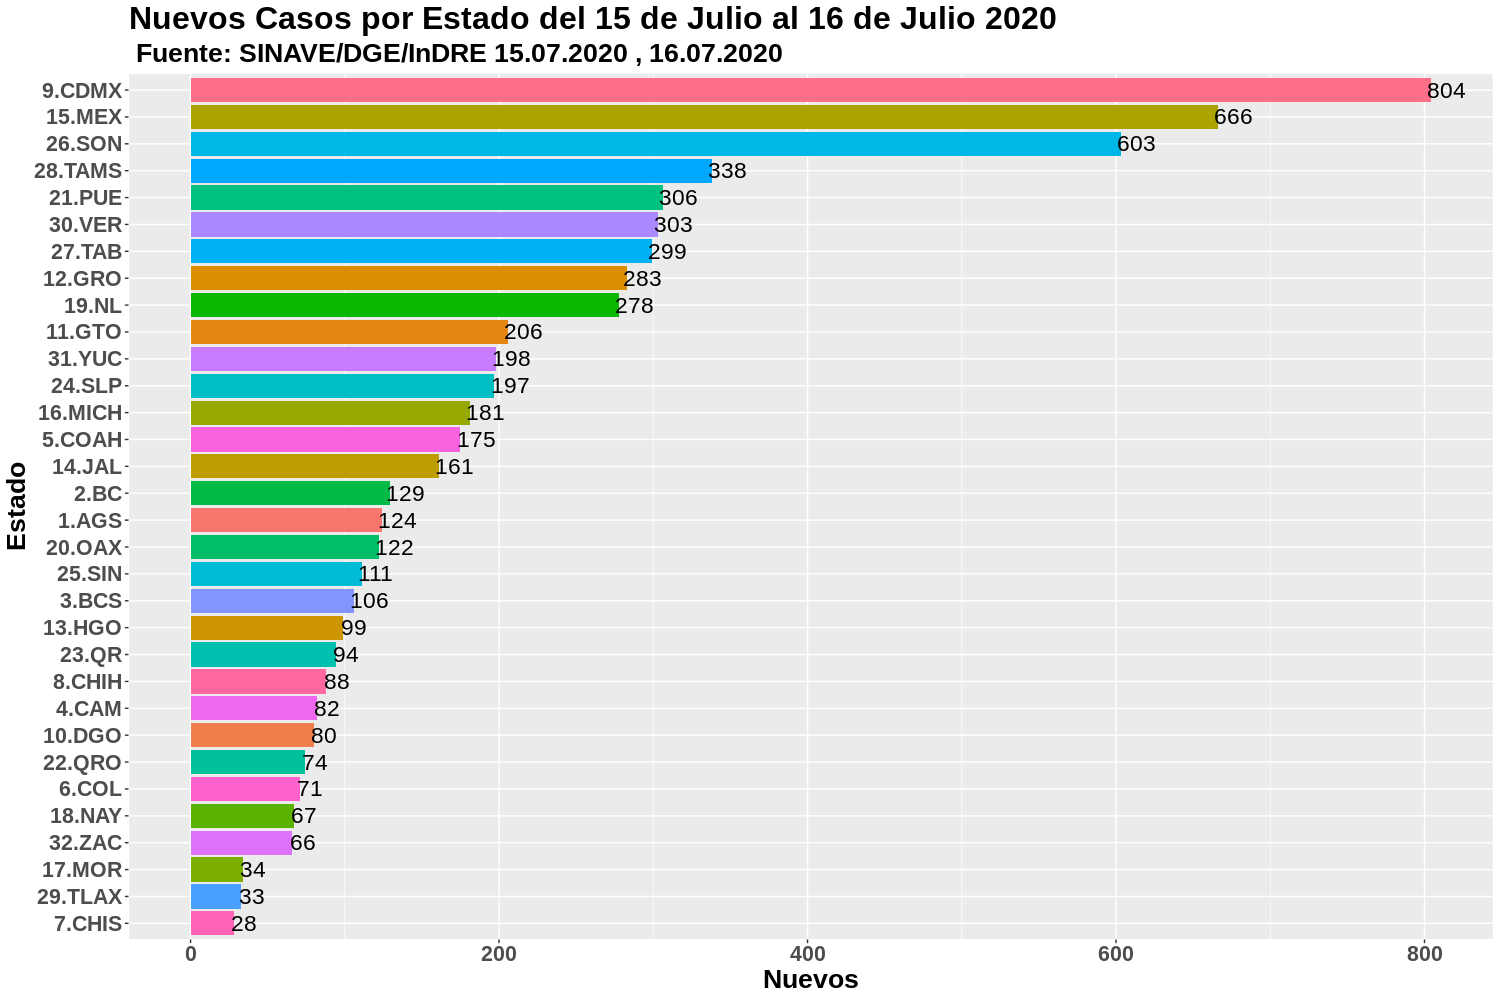 Nuevos Casos por Estado del 15 de Julio al 16 de Julio 2020
Fuente: SINAVE/DGE/InDRE 15.07.2020 , 16.07.2020
9.CDMX 804
15.MEX 666
26.SON 603
28.TAMS 338
21.PUE 306
30.VER 303
27.TAB 299
12.GRO 283
19.NL 278
11.GTO 206
31.YUC 198
24.SLP 197
16.MICH 181
5.COAH 175
14.JAL 161
2.BC 129
1.AGS 124
20.OAX 122
25.SIN 111
3.BCS 106
13.HGO 99
23.QR 94
8.CHIH 88
4.CAM 82
10.DGO 80
22.QRO 74
6.COL 71
18.NAY 67
32.ZAC 66
17.MOR 34
29.TLAX 33
7.CHIS 28
Estado
0 200 400 600 800
Nuevos